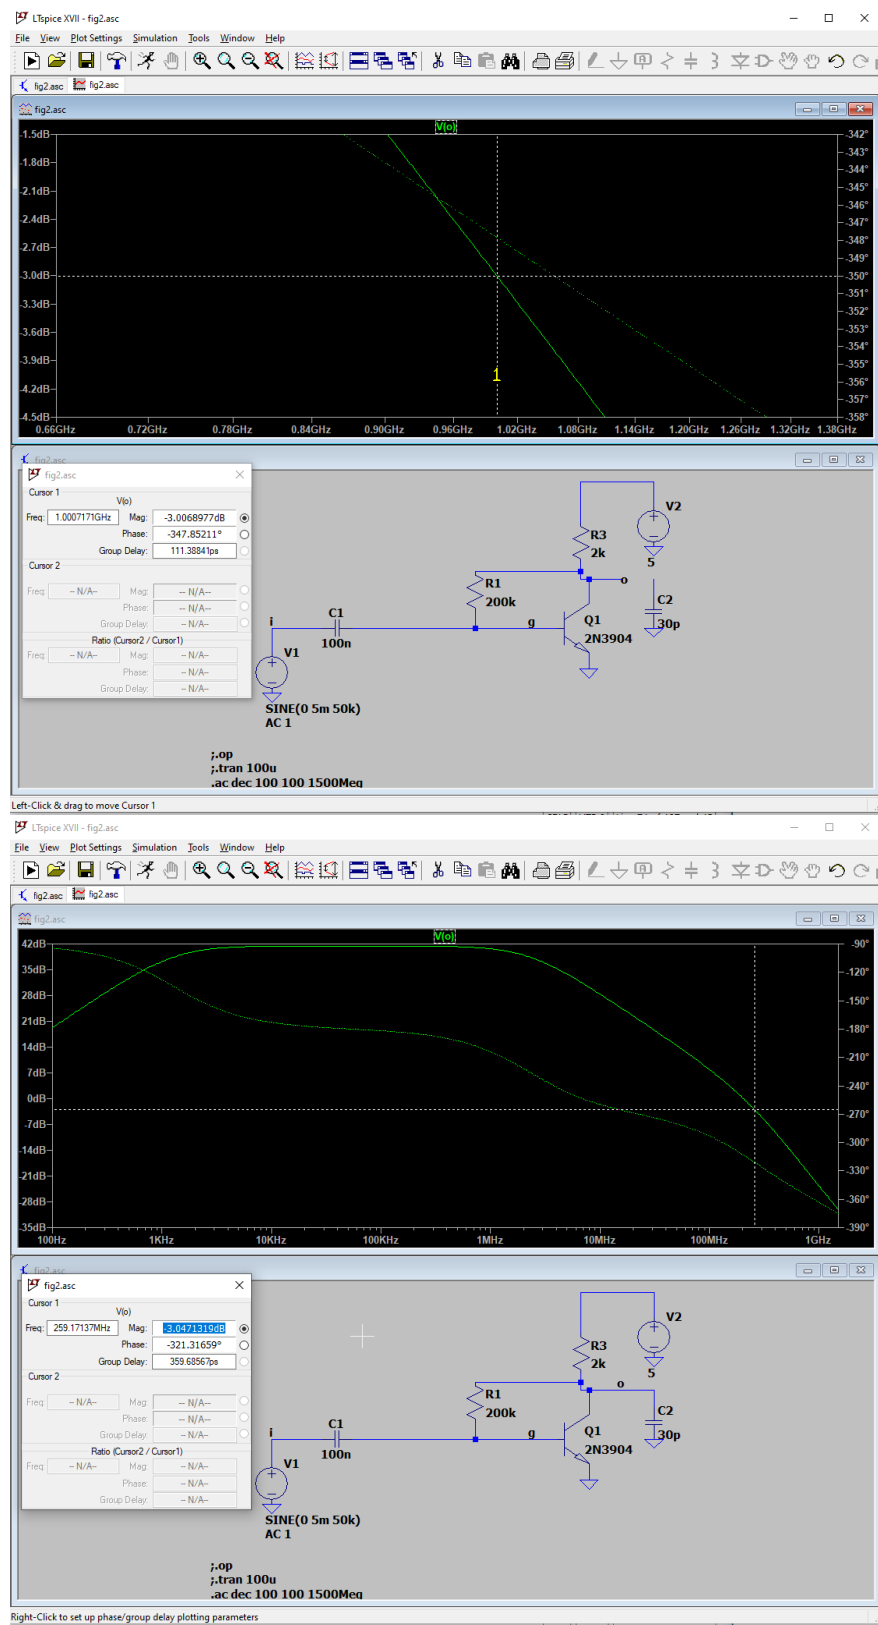 LTspice XVII - fig2.asc
File View Plot Settings Simulation Tools Window Help
fig2.asc fig2.asc
fig2.asc
V(o)
-1.5dB -342°
-343°
-1.8dB -344°
-345°
-2.1dB -346°
-2.4dB -347°
-348°
-2.7dB -349°
-3.0dB -350°
-3.3dB -351°
-352°
-3.6dB -353°
-354°
-3.9dB -355°
-4.2dB -356°
-357°
-4.5dB -358°
1
0.66GHz 0.72GHz 0.78GHz 0.84GHz 0.90GHz 0.96GHz 1.02GHz 1.08GHz 1.14GHz 1.20GHz 1.26GHz 1.32GHz 1.38GHz
fig2.asc
fig2.asc
Cursor 1
V(o)
Freq: 1.0007171GHz Mag: -3.0068977dB
Phase: -347.85211°
Group Delay: 111.38841ps
Cursor 2
Freq: -- N/A-- Mag: -- N/A--
Phase: -- N/A--
Group Delay: -- N/A--
Ratio (Cursor2 / Cursor1)
Freq: -- N/A-- Mag: -- N/A--
Phase: -- N/A--
Group Delay: -- N/A--
V2
5
R3
2k
o
R1
200k
C2
30p
i
C1
100n
g
Q1
2N3904
V1
SINE(0 5m 50k)
AC 1
;.op
;.tran 100u
.ac dec 100 100 1500Meg
Left-Click & drag to move Cursor 1
LTspice XVII - fig2.asc
File View Plot Settings Simulation Tools Window Help
fig2.asc fig2.asc
fig2.asc
V(o)
42dB -90°
35dB -120°
28dB -150°
21dB -180°
14dB -210°
7dB -240°
0dB
-7dB -270°
-14dB -300°
-21dB -330°
-28dB -360°
-35dB -390°
100Hz 1KHz 10KHz 100KHz 1MHz 10MHz 100MHz 1GHz
fig2.asc
fig2.asc
Cursor 1
V(o)
Freq: 259.17137MHz Mag: -3.0471319dB
Phase: -321.31659°
Group Delay: 359.68567ps
Cursor 2
Freq: -- N/A-- Mag: -- N/A--
Phase: -- N/A--
Group Delay: -- N/A--
Ratio (Cursor2 / Cursor1)
Freq: -- N/A-- Mag: -- N/A--
Phase: -- N/A--
Group Delay: -- N/A--
V2
5
R3
2k
o
R1
200k
C2
30p
i
C1
100n
g
Q1
2N3904
V1
SINE(0 5m 50k)
AC 1
;.op
;.tran 100u
.ac dec 100 100 1500Meg
Right-Click to set up phase/group delay plotting parameters